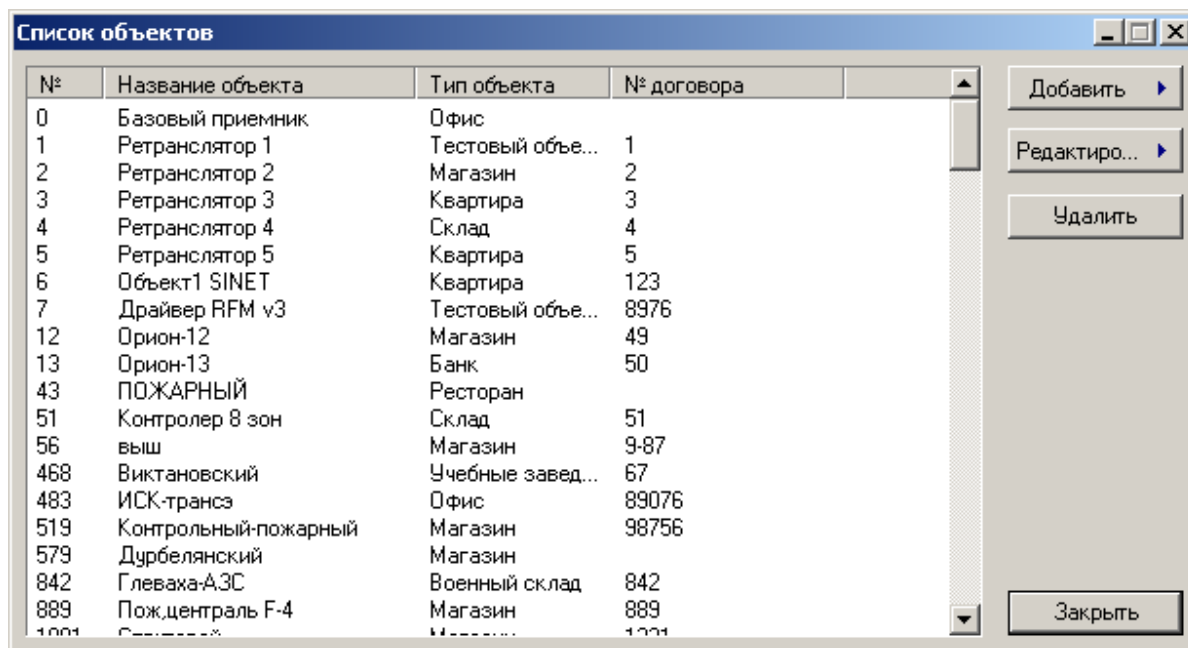 Список объектов
№ Название объекта Тип объекта № договора
0 Базовый приемник Офис
1 Ретранслятор 1 Тестовый объе... 1
2 Ретранслятор 2 Магазин 2
3 Ретранслятор 3 Квартира 3
4 Ретранслятор 4 Склад 4
5 Ретранслятор 5 Квартира 5
6 Объект1 SINET Квартира 123
7 Драйвер RFM v3 Тестовый объе... 8976
12 Орион-12 Магазин 49
13 Орион-13 Банк 50
43 ПОЖАРНЫЙ Ресторан
51 Контролер 8 зон Склад 51
56 выш Магазин 9-87
468 Виктановский Учебные завед... 67
483 ИСК-трансэ Офис 89076
519 Контрольный-пожарный Магазин 98756
579 Дурбелянский Магазин
842 Глеваха-АЗС Военный склад 842
889 Пож,централь F-4 Магазин 889
Добавить
Редактиро...
Удалить
Закрыть